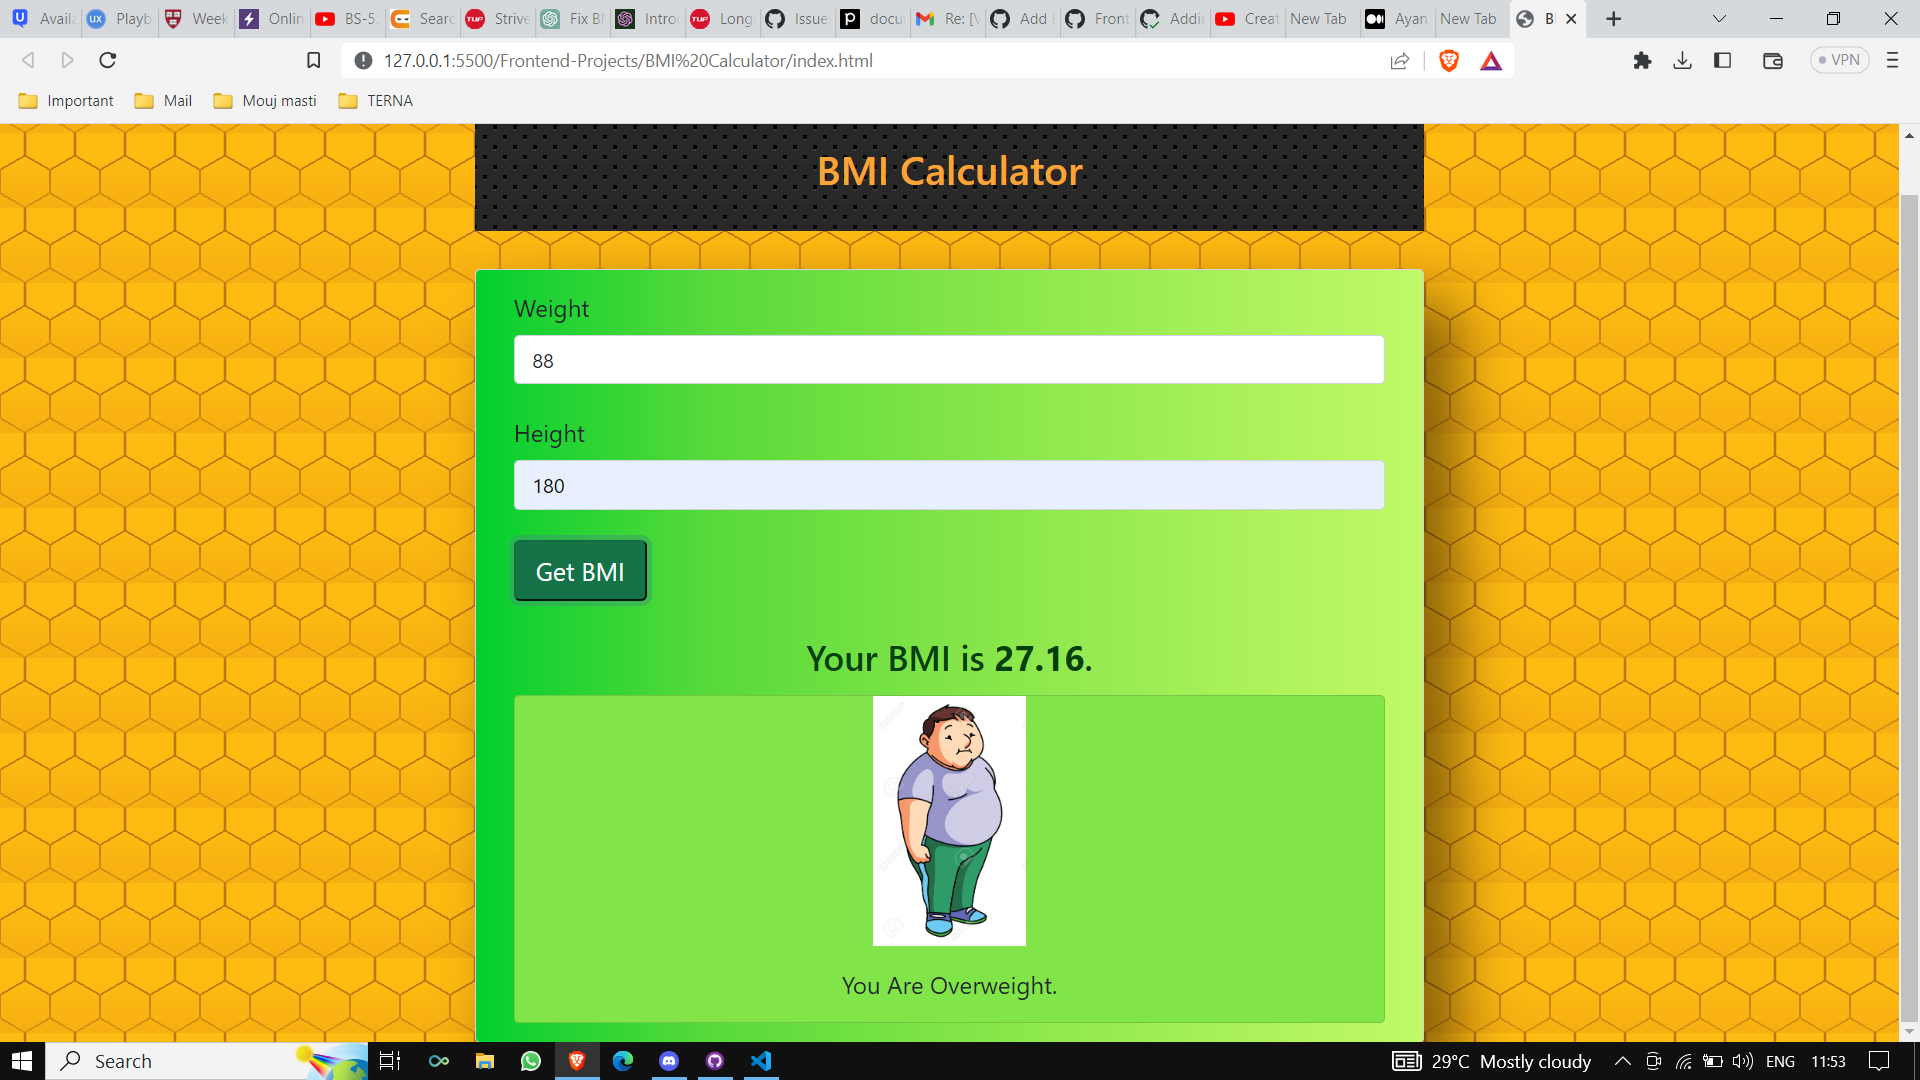 Availa
Playb
Week
Onlin
BS-5.
Searc
Strive
Fix BI
Introd
Long
Issue
docu
Re: [V
Add
Front
Addi
Creat
New Tab
Ayan
New Tab
B
127.0.0.1:5500/Frontend-Projects/BMI%20Calculator/index.html
VPN
Important
Mail
Mouj masti
TERNA
BMI Calculator
Weight
88
Height
180
Get BMI
Your BMI is 27.16.
You Are Overweight.
Search
29°C Mostly cloudy
ENG
11:53